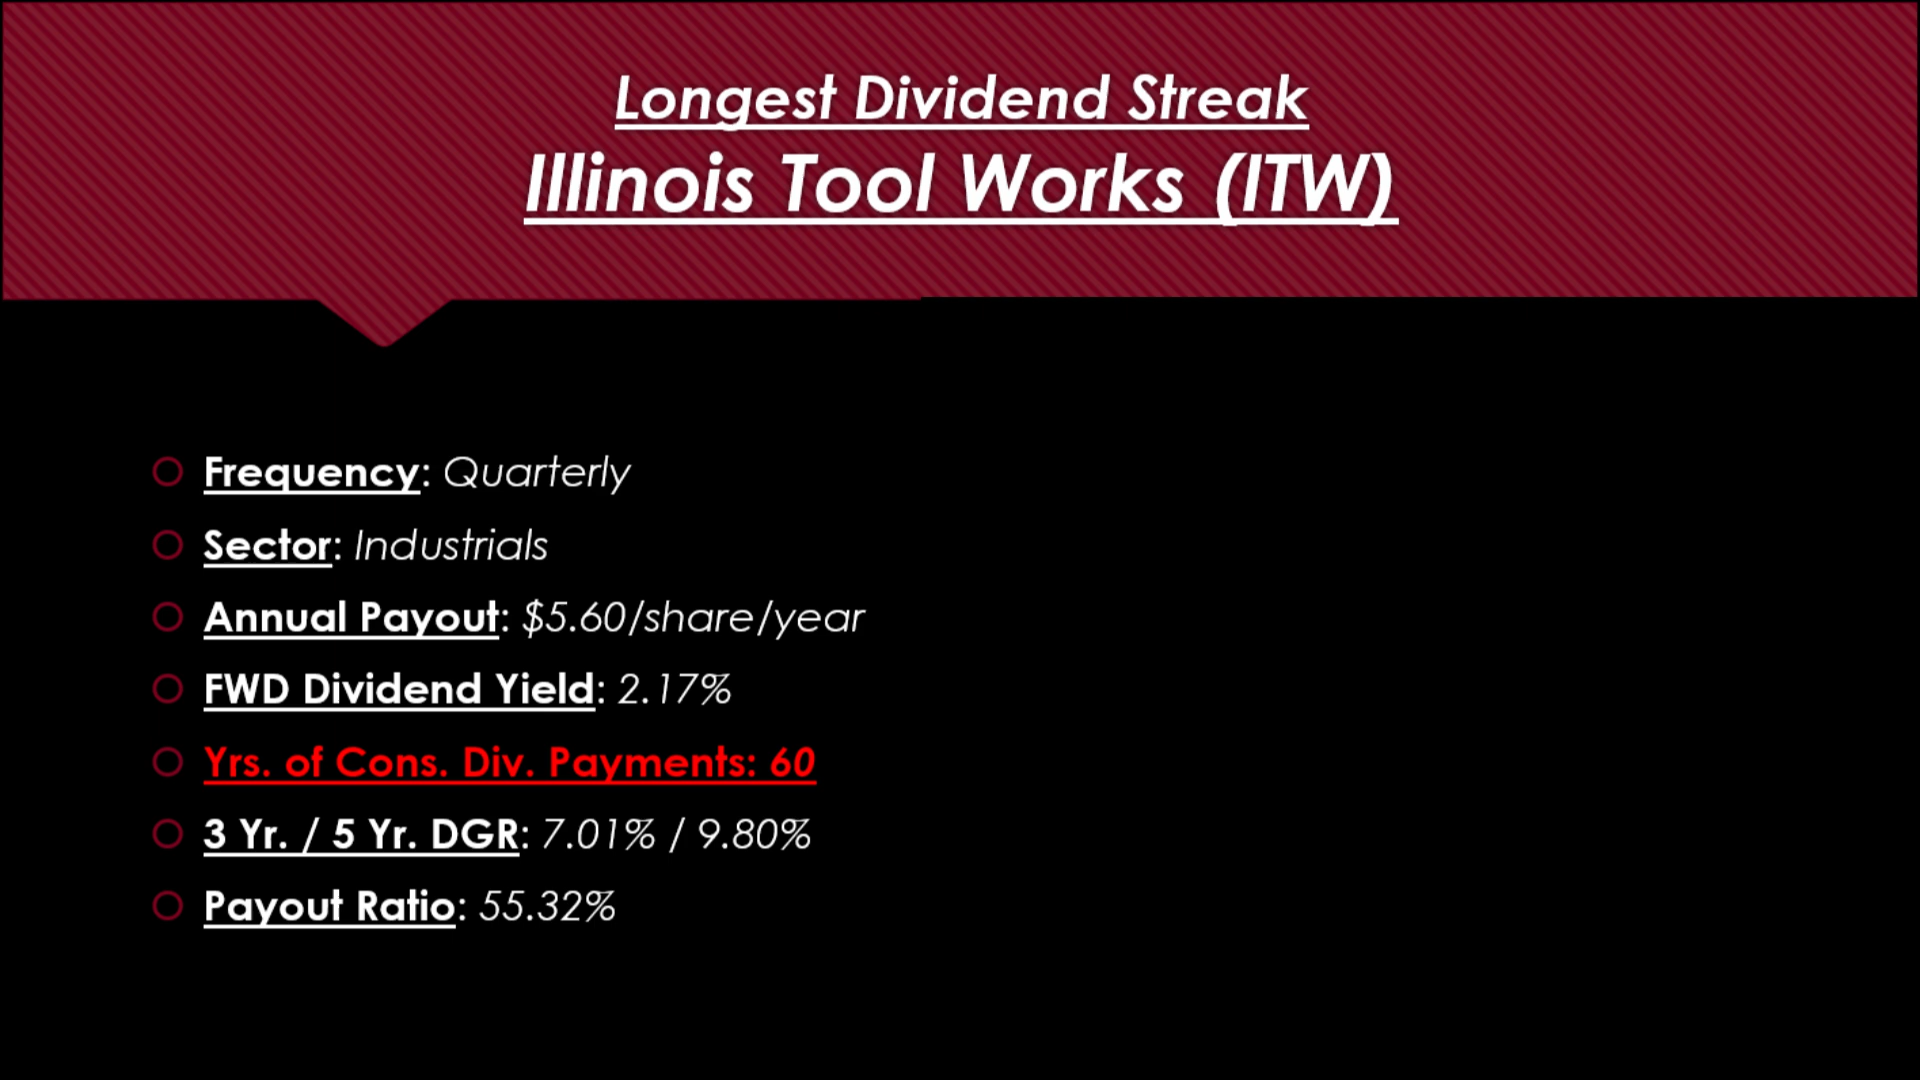 Longest Dividend Streak
Illinois Tool Works (ITW)
Frequency: Quarterly
Sector: Industrials
Annual Payout: $5.60/share/year
FWD Dividend Yield: 2.17%
Yrs. of Cons. Div. Payments: 60
3 Yr. / 5 Yr. DGR: 7.01% / 9.80%
Payout Ratio: 55.32%